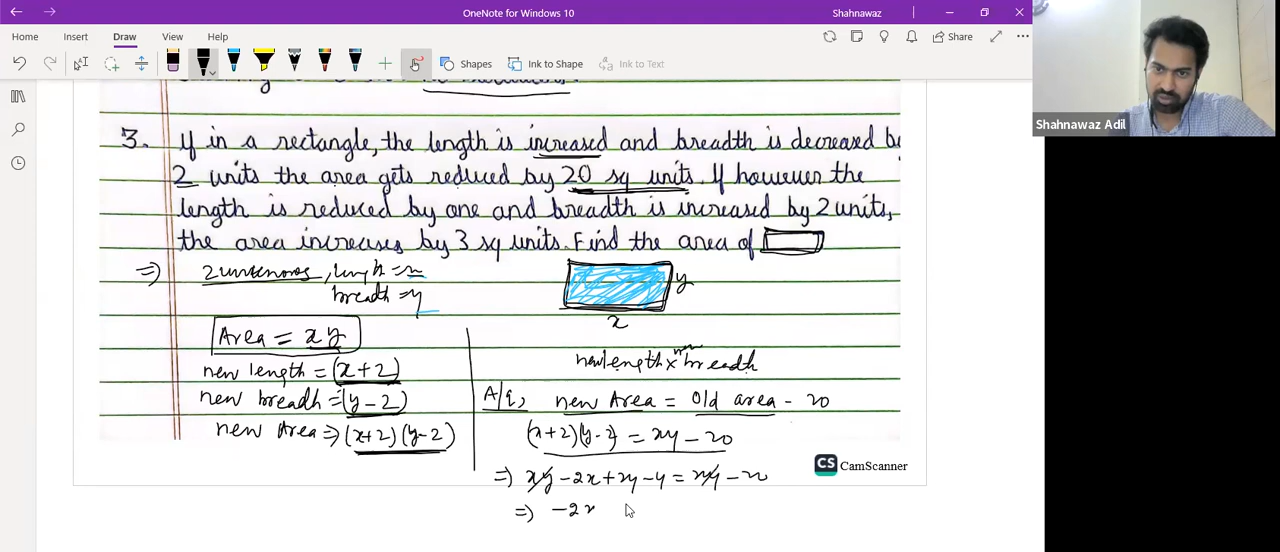 OneNote for Windows 10
Shahnawaz
Home Insert Draw View Help
Share
Shapes Ink to Shape Ink to Text
Shahnawaz Adil
3. If in a rectangle, the length is increased and breadth is decreased by
2 units the area gets reduced by 20 sq units. If however the
length is reduced by one and breadth is increased by 2 units,
the area increases by 3 sq units. Find the area of
=) 2 unknowns, length = x
breadth = y
y
x
Area = xy
new length = (x+2)
new breadth = (y-2)
new Area => (x+2)(y-2)
new length x new breadth
A/q, new Area = Old area - 20
(x+2)(y-2) = xy - 20
=) xy - 2x + 2y - 4 = xy - 20
=) -2x
CS CamScanner